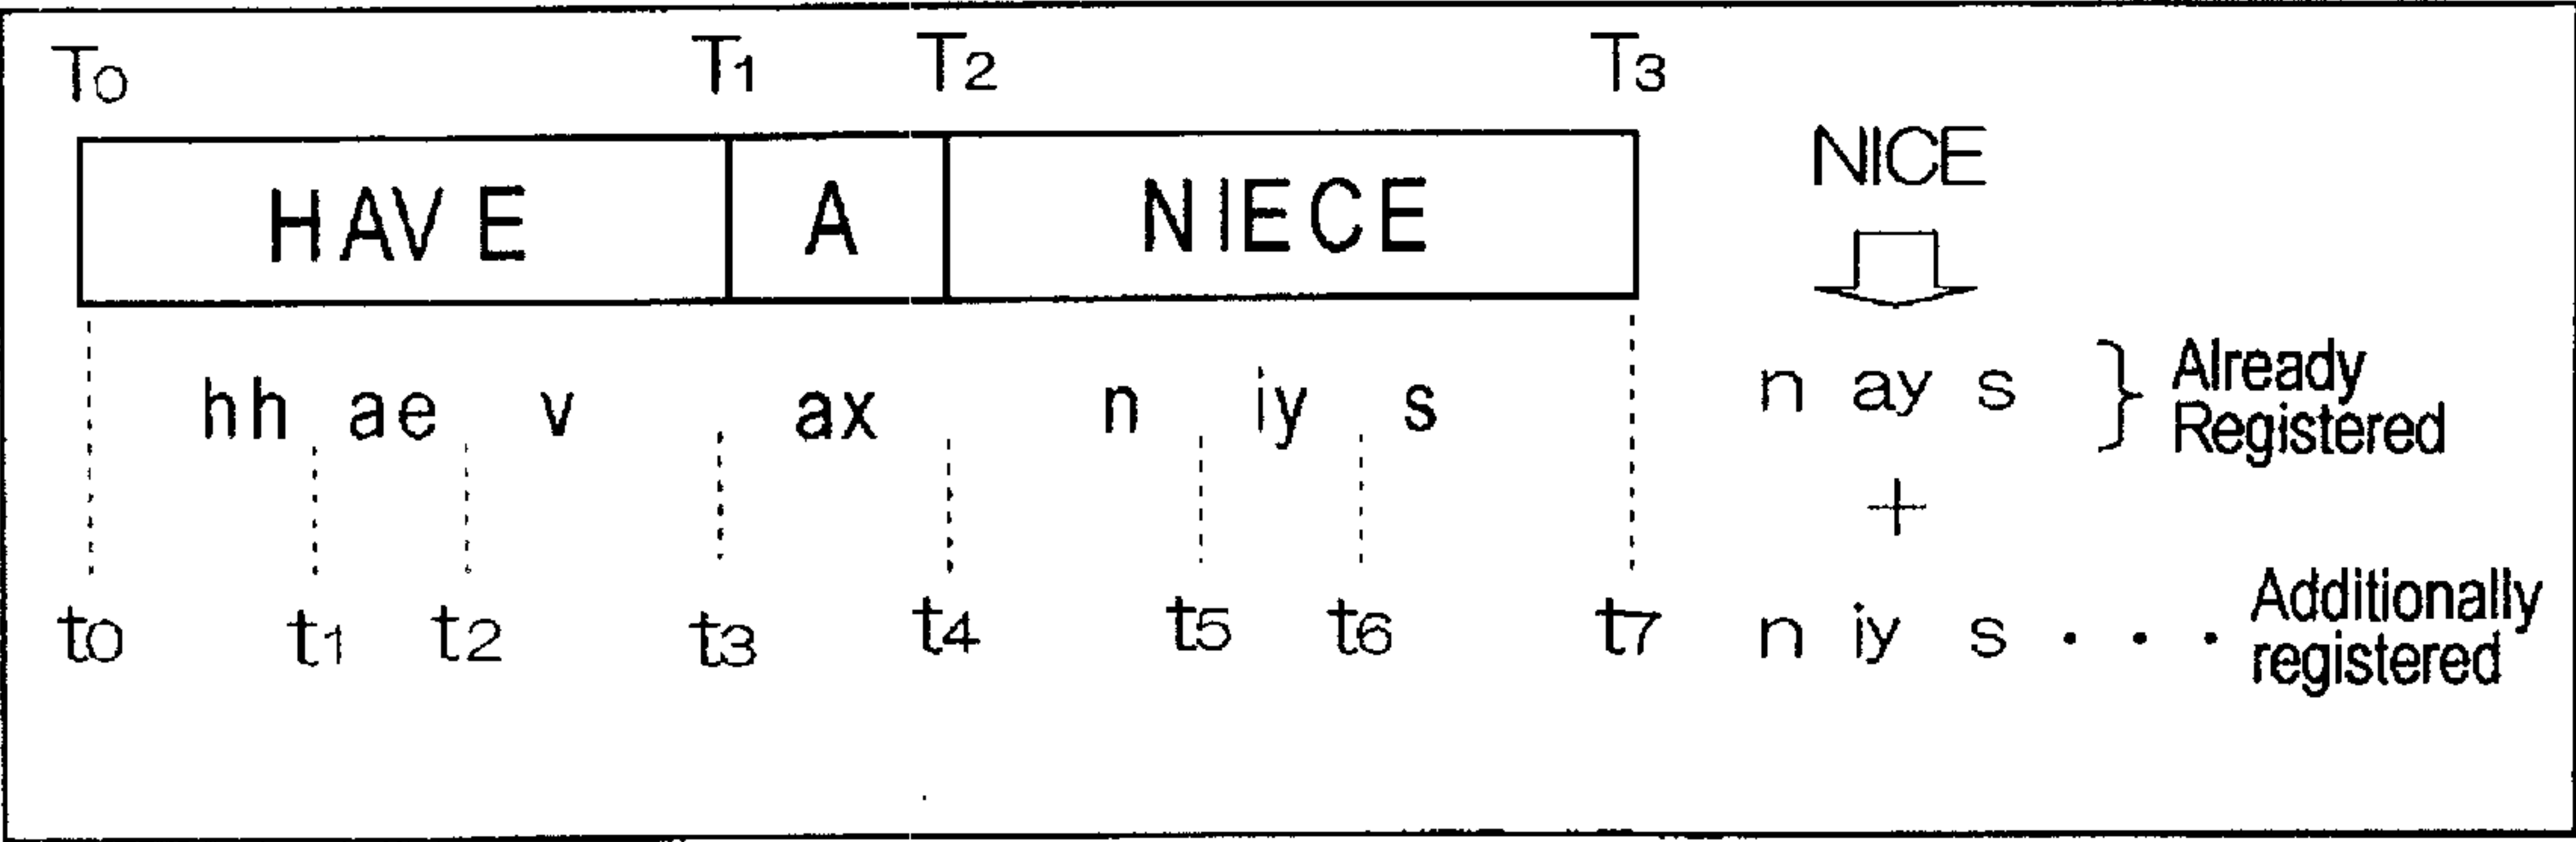 T0 T1 T2 T3
HAVE A NIECE NICE
hh ae v ax n iy s n ay s } Already
Registered
+
t0 t1 t2 t3 t4 t5 t6 t7 n iy s · · · Additionally
registered